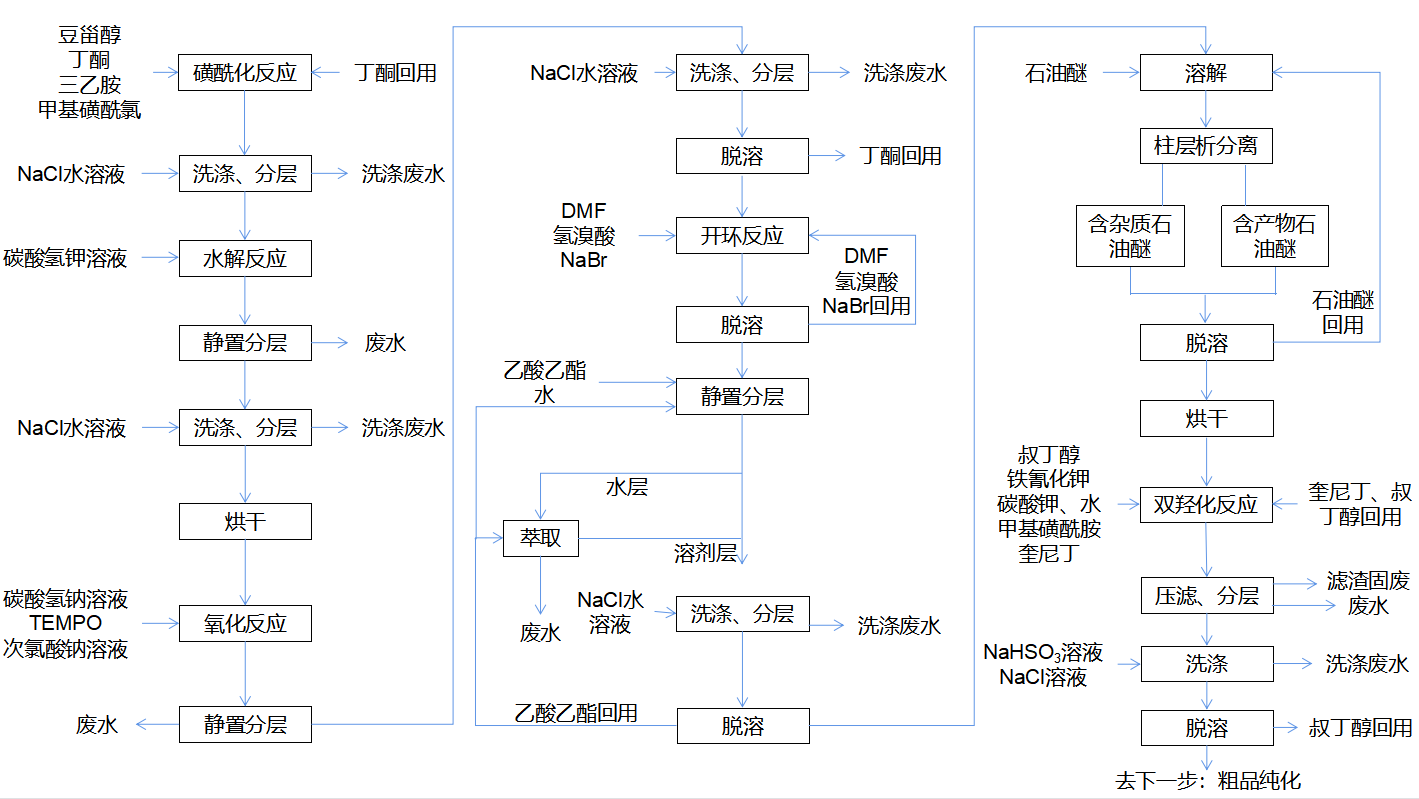 豆甾醇
丁酮
三乙胺
甲基磺酰氯
磺酰化反应
丁酮回用
NaCl水溶液
洗涤、分层
洗涤废水
碳酸氢钾溶液
水解反应
静置分层
废水
NaCl水溶液
洗涤、分层
洗涤废水
烘干
碳酸氢钠溶液
TEMPO
次氯酸钠溶液
氧化反应
废水
静置分层
NaCl水溶液
洗涤、分层
洗涤废水
脱溶
丁酮回用
DMF
氢溴酸
NaBr
开环反应
DMF
氢溴酸
NaBr回用
脱溶
乙酸乙酯
水
静置分层
水层
萃取
溶剂层
废水
NaCl水
溶液
洗涤、分层
洗涤废水
乙酸乙酯回用
脱溶
石油醚
溶解
柱层析分离
含杂质石
油醚
含产物石
油醚
石油醚
回用
脱溶
烘干
叔丁醇
铁氰化钾
碳酸钾、水
甲基磺酰胺
奎尼丁
双羟化反应
奎尼丁、叔
丁醇回用
压滤、分层
滤渣固废
废水
NaHSO₃溶液
NaCl溶液
洗涤
洗涤废水
脱溶
叔丁醇回用
去下一步：粗品纯化